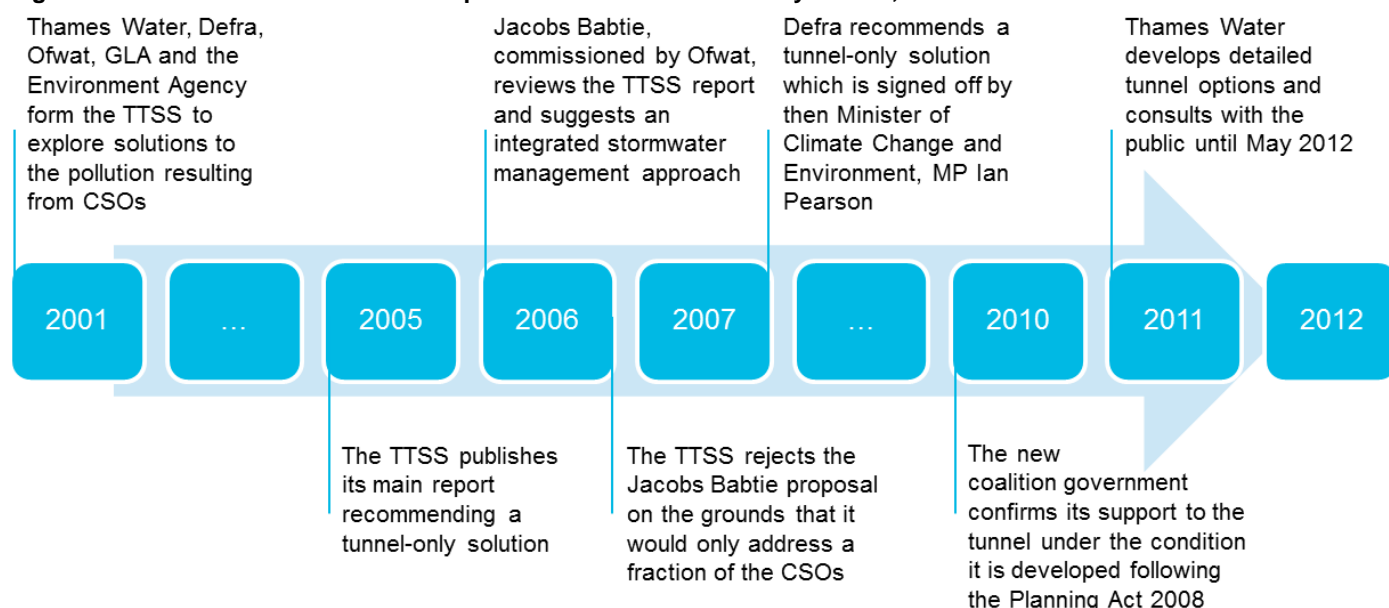 Thames Water, Defra,
Ofwat, GLA and the
Environment Agency
form the TTSS to
explore solutions to
the pollution resulting
from CSOs
Jacobs Babtie,
commissioned by Ofwat,
reviews the TTSS report
and suggests an
integrated stormwater
management approach
Defra recommends a
tunnel-only solution
which is signed off by
then Minister of
Climate Change and
Environment, MP Ian
Pearson
Thames Water
develops detailed
tunnel options and
consults with the
public until May 2012
2001
...
2005
2006
2007
...
2010
2011
2012
The TTSS publishes
its main report
recommending a
tunnel-only solution
The TTSS rejects the
Jacobs Babtie proposal
on the grounds that it
would only address a
fraction of the CSOs
The new
coalition government
confirms its support to the
tunnel under the condition
it is developed following
the Planning Act 2008